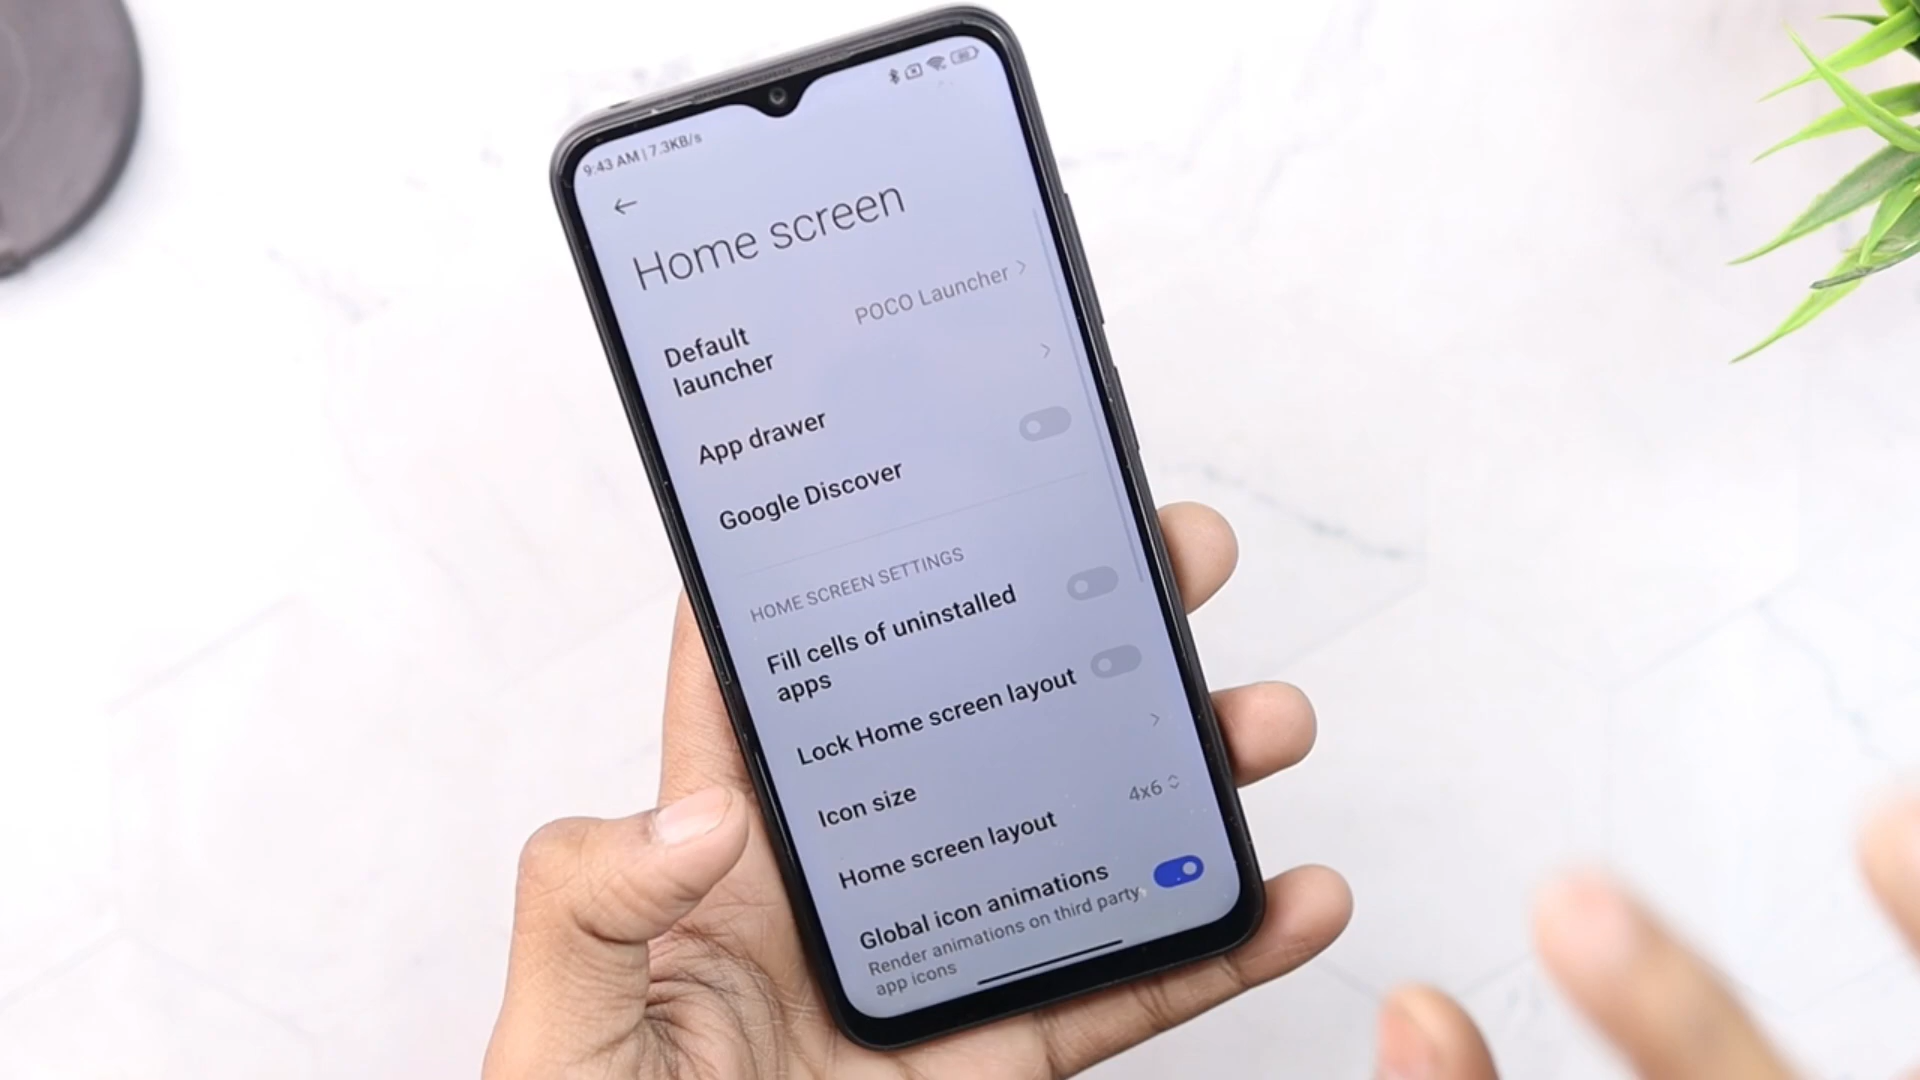 9:43 AM | 7.3KB/s
Home screen
Default
launcher
POCO Launcher
App drawer
Google Discover
HOME SCREEN SETTINGS
Fill cells of uninstalled
apps
Lock Home screen layout
Icon size
Home screen layout
4x6
Global icon animations
Render animations on third party
app icons